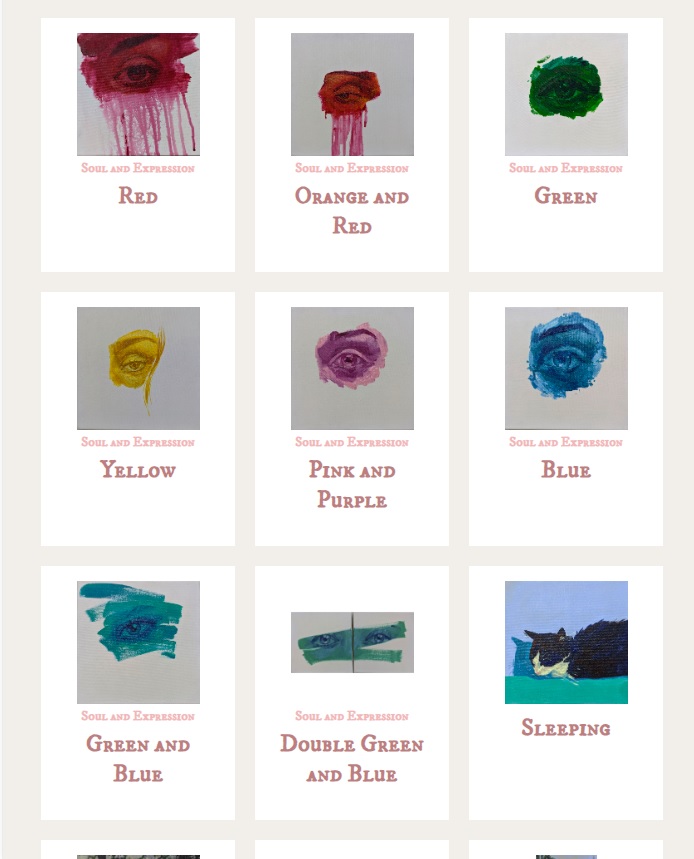 Soul and Expression
Red
Soul and Expression
Orange and
Red
Soul and Expression
Green
Soul and Expression
Yellow
Soul and Expression
Pink and
Purple
Soul and Expression
Blue
Soul and Expression
Green and
Blue
Soul and Expression
Double Green
and Blue
Sleeping